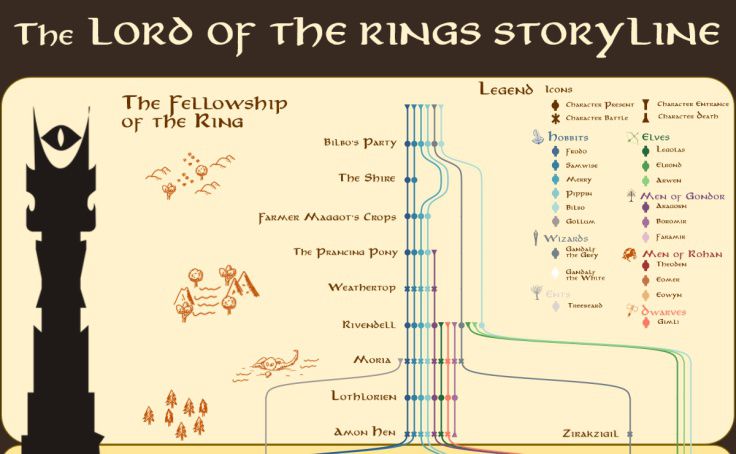 The Lord of the Rings Storyline
The Fellowship
of the Ring
Legend
Icons
Character Present
Character Entrance
Character Battle
Character Death
Hobbits
Frodo
Samwise
Merry
Pippin
Bilbo
Gollum
Wizards
Gandalf
the Grey
Gandalf
the White
Ents
Treebeard
Elves
Legolas
Elrond
Arwen
Men of Gondor
Aragorn
Boromir
Faramir
Men of Rohan
Theoden
Eomer
Eowyn
Dwarves
Gimli
Bilbo's Party
The Shire
Farmer Maggot's Crops
The Prancing Pony
Weathertop
Rivendell
Moria
Lothlorien
Amon Hen
Zirakzigil